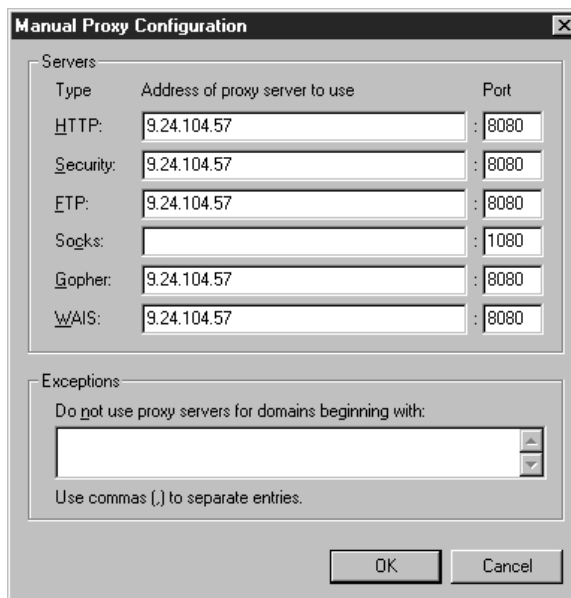 Manual Proxy Configuration
Servers
Type Address of proxy server to use Port
HTTP: 9.24.104.57 : 8080
Security: 9.24.104.57 : 8080
FTP: 9.24.104.57 : 8080
Socks: : 1080
Gopher: 9.24.104.57 : 8080
WAIS: 9.24.104.57 : 8080
Exceptions
Do not use proxy servers for domains beginning with:
Use commas (,) to separate entries.
OK Cancel